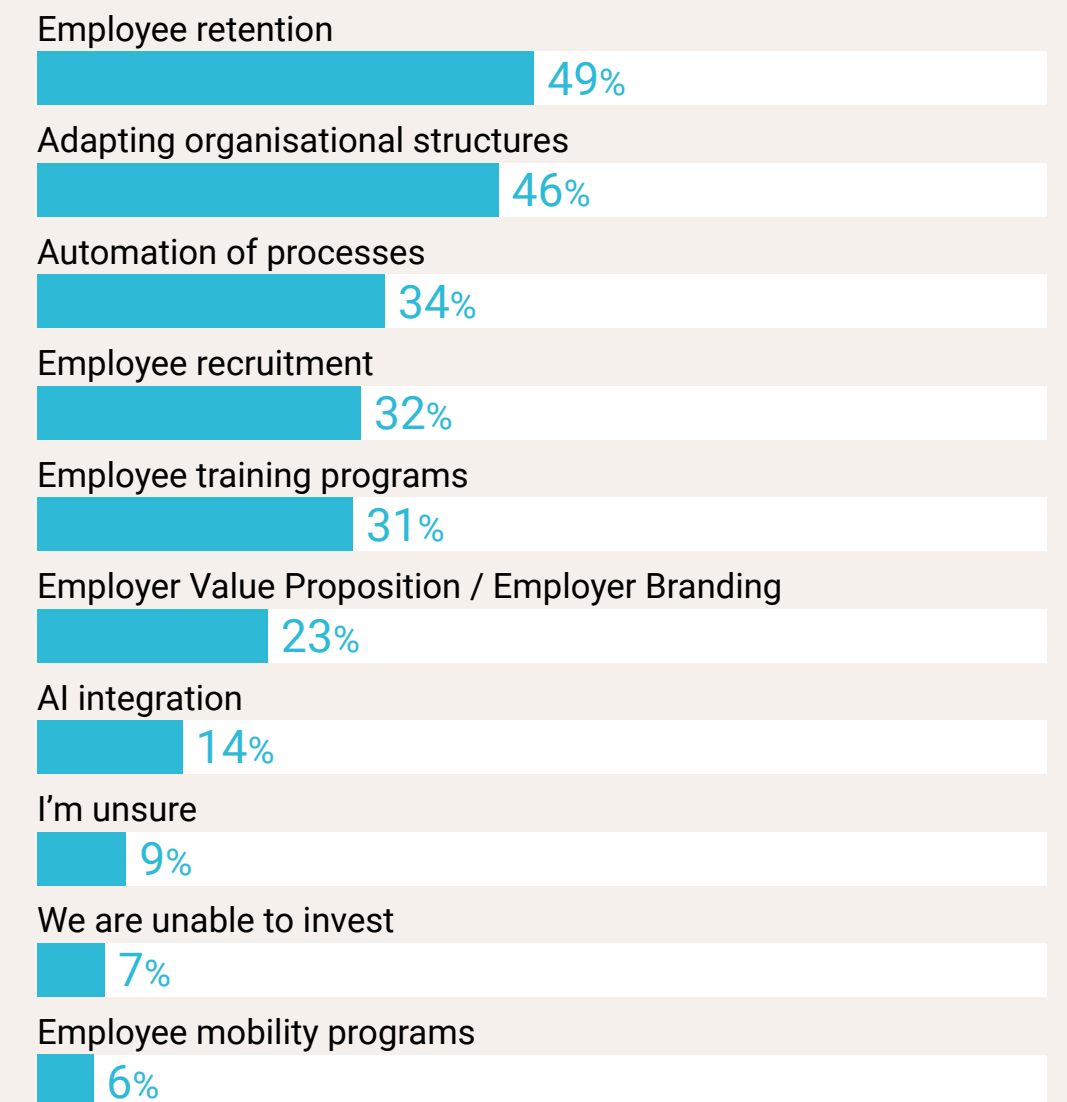 Employee retention
49%
Adapting organisational structures
46%
Automation of processes
34%
Employee recruitment
32%
Employee training programs
31%
Employer Value Proposition / Employer Branding
23%
AI integration
14%
I’m unsure
9%
We are unable to invest
7%
Employee mobility programs
6%